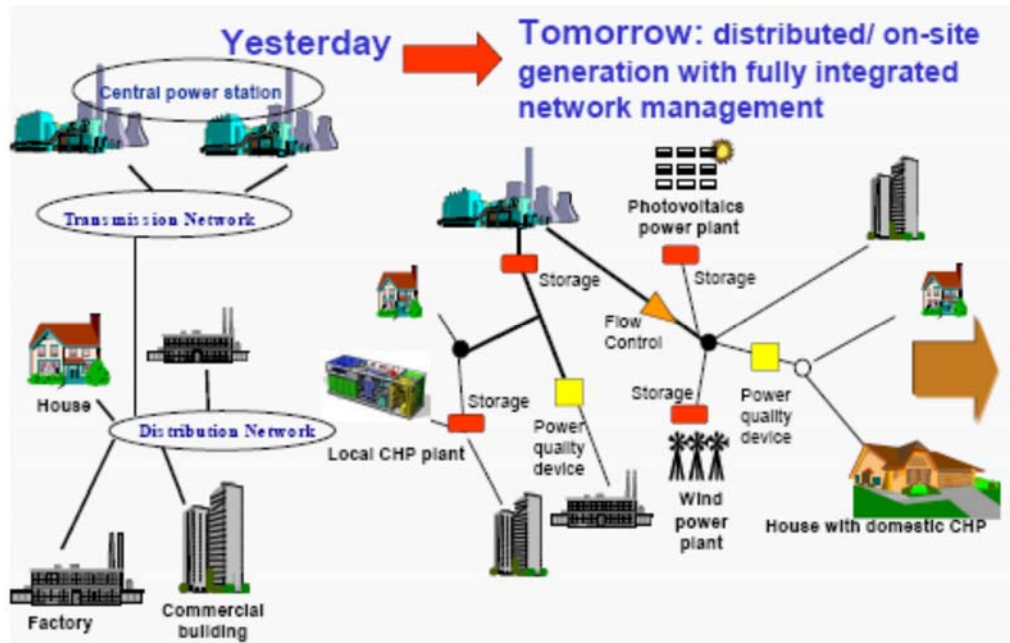 Yesterday
Tomorrow: distributed/ on-site
generation with fully integrated
network management
Central power station
Transmission Network
House
Distribution Network
Factory
Commercial
building
Photovoltaics
power plant
Storage
Storage
Flow
Control
Storage
Local CHP plant
Power
quality
device
Storage
Wind
power
plant
Power
quality
device
House with domestic CHP